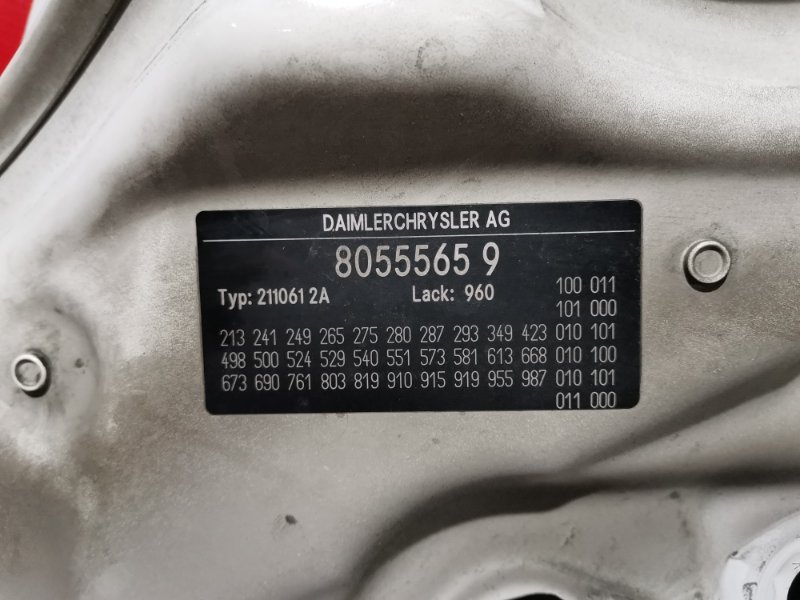 DAIMLERCHRYSLER AG
8055565 9
Typ: 211061 2A Lack: 960 100 011
101 000
213 241 249 265 275 280 287 293 349 423 010 101
498 500 524 529 540 551 573 581 613 668 010 100
673 690 761 803 819 910 915 919 955 987 010 101
011 000